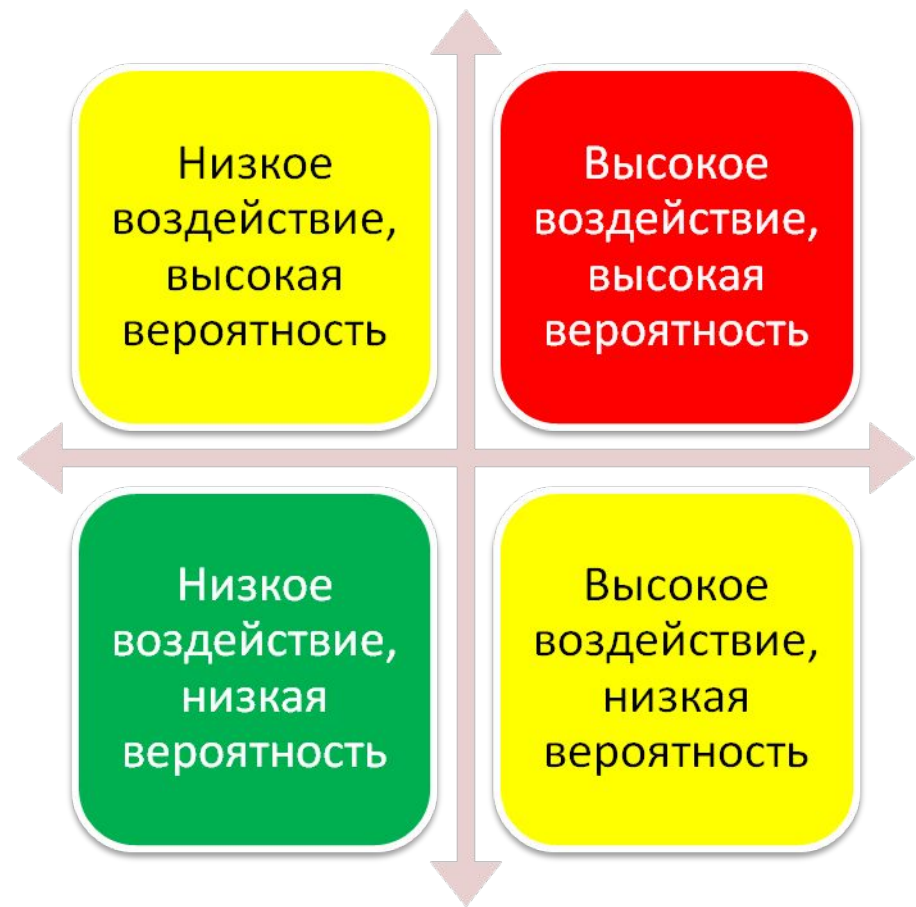 Низкое
воздействие,
высокая
вероятность
Высокое
воздействие,
высокая
вероятность
Низкое
воздействие,
низкая
вероятность
Высокое
воздействие,
низкая
вероятность